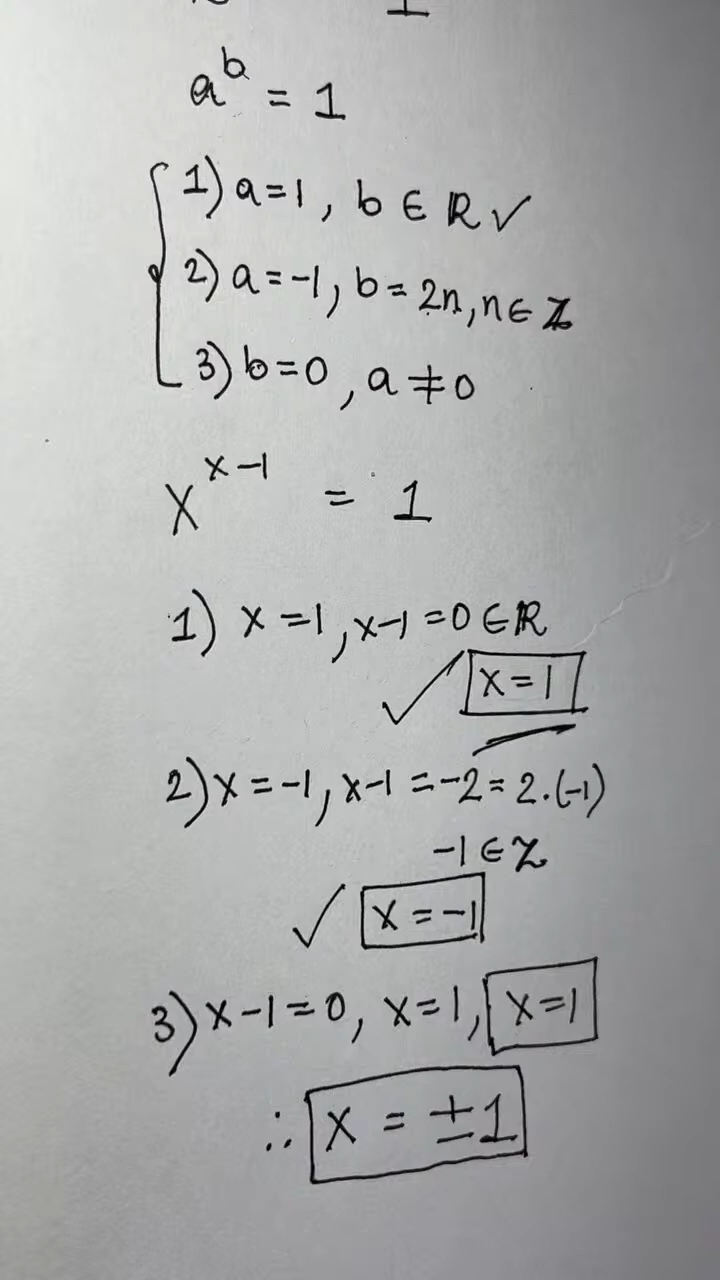 a^b = 1
1) a=1, b ∈ ℝ ✓
2) a=-1, b=2n, n∈ ℤ
3) b=0, a≠0
x^{x-1} = 1
1) x=1, x-1=0∈ℝ
✓ x=1
2) x=-1, x-1=-2=2.(-1)
-1∈ℤ
✓ x=-1
3) x-1=0, x=1, x=1
∴ x = ±1